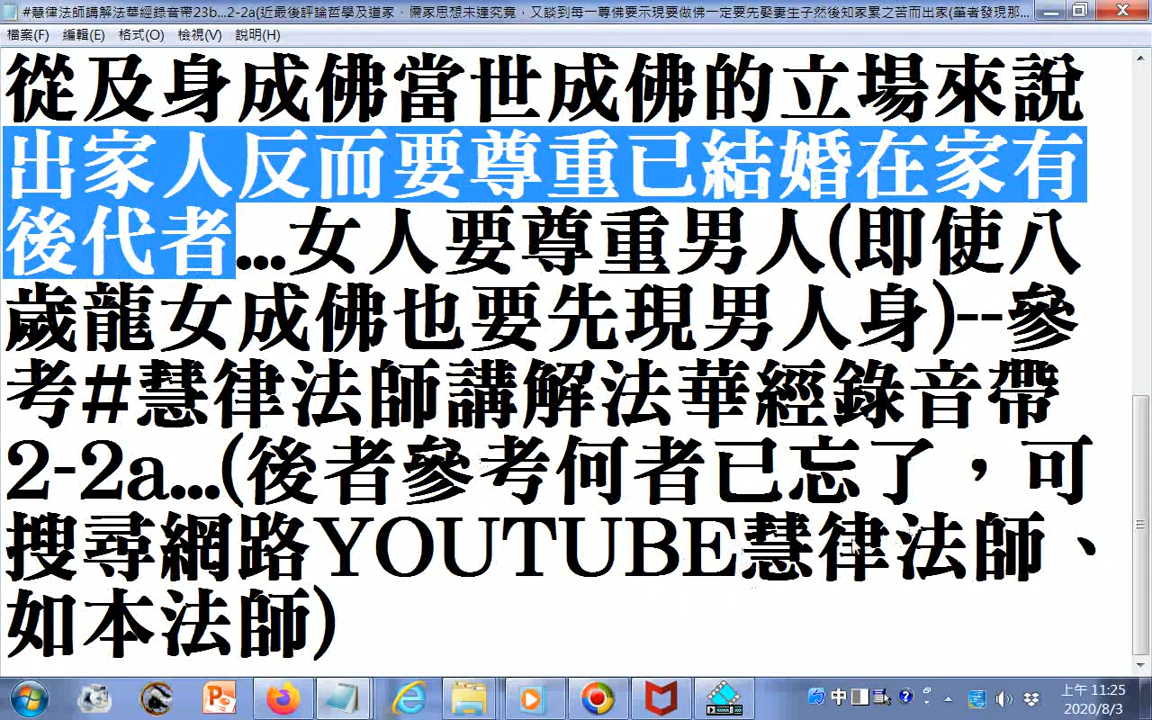 #慧律法師講解法華經錄音帶23b...2-2a(近最後評論哲學及道家、儒家思想未達究竟，又談到每一尊佛要示現要做佛一定要先娶妻生子然後知家累之苦而出家(筆者發現那...
檔案(F) 編輯(E) 格式(O) 檢視(V) 說明(H)
從及身成佛當世成佛的立場來說
出家人反而要尊重已結婚在家有
後代者...女人要尊重男人(即使八
歲龍女成佛也要先現男人身)--參
考#慧律法師講解法華經錄音帶
2-2a...(後者參考何者已忘了，可
搜尋網路YOUTUBE慧律法師、
如本法師)
中
上午 11:25
2020/8/3